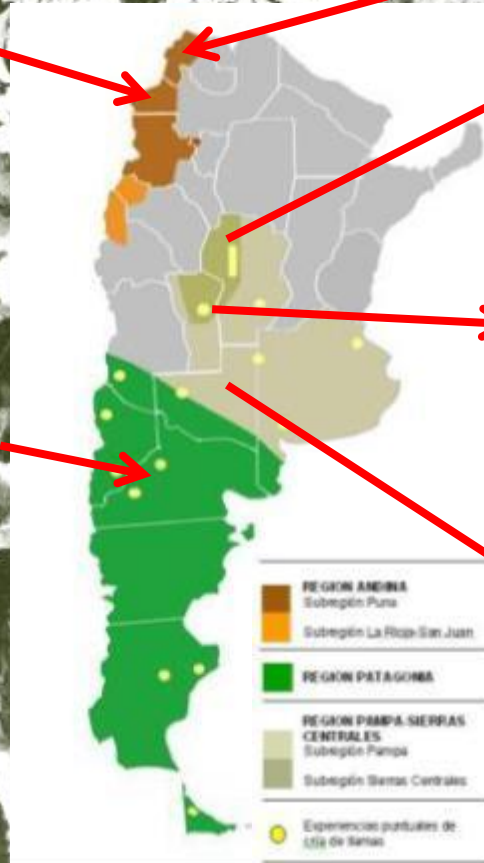 REGION ANDINA
Subregión Puna
Subregión La Rioja-San Juan
REGION PATAGONIA
REGION PAMPA-SIERRAS
CENTRALES
Subregión Pampa
Subregión Sierras Centrales
Experiencias puntuales de
cría de llamas